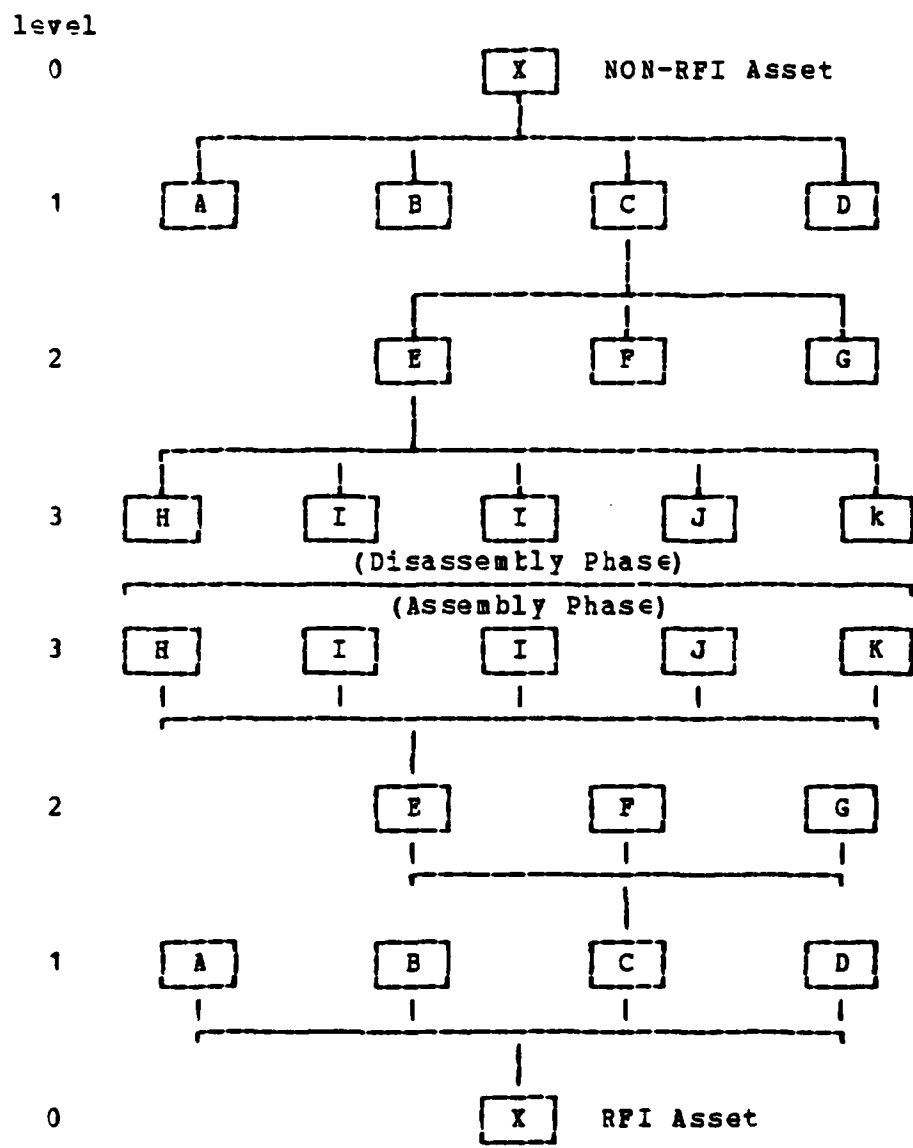 level
0 X NON-RFI Asset
1 A B C D
2 E F G
3 H I I J k
(Disassembly Phase)
(Assembly Phase)
3 H I I J K
2 E F G
1 A B C D
0 X RFI Asset